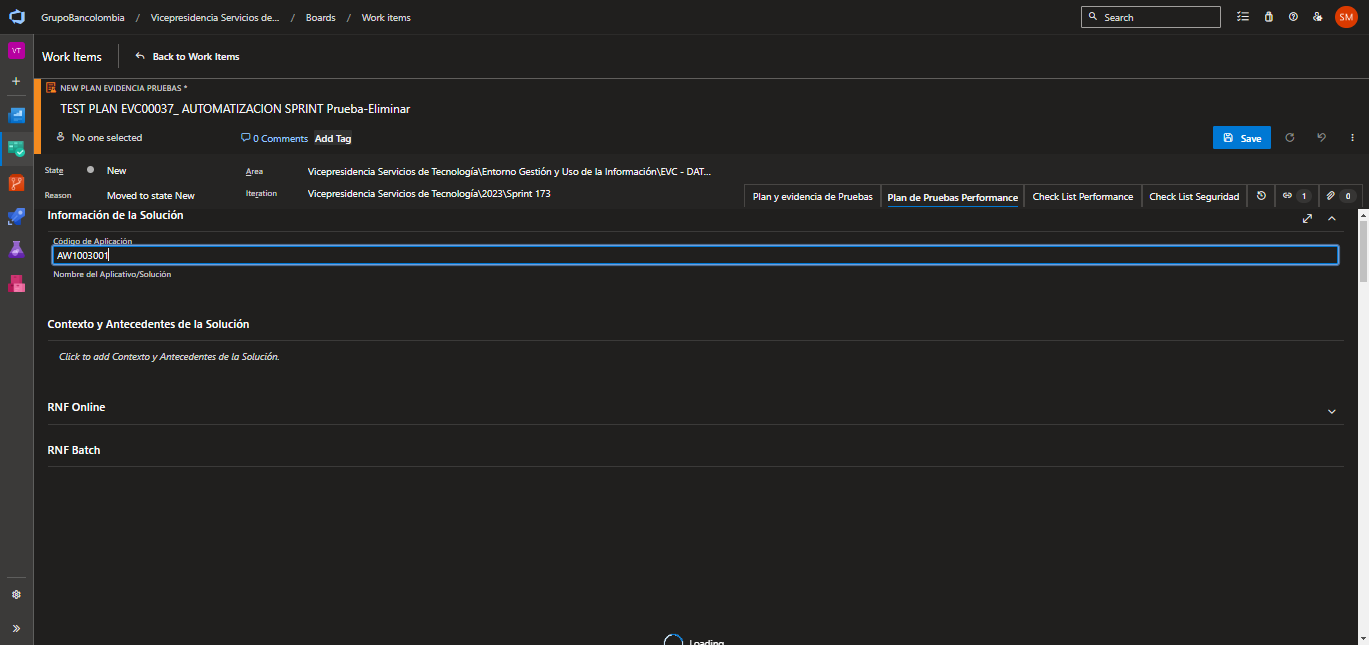 GrupoBancolombia / Vicepresidencia Servicios de... / Boards / Work items
Search
SM
VT
Work Items
Back to Work Items
NEW PLAN EVIDENCIA PRUEBAS *
TEST PLAN EVC00037_ AUTOMATIZACION SPRINT Prueba-Eliminar
No one selected
0 Comments
Add Tag
Save
State
New
Area
Vicepresidencia Servicios de Tecnología\Entorno Gestión y Uso de la Información\EVC - DAT...
Reason
Moved to state New
Iteration
Vicepresidencia Servicios de Tecnología\2023\Sprint 173
Plan y evidencia de Pruebas
Plan de Pruebas Performance
Check List Performance
Check List Seguridad
1
0
Información de la Solución
Código de Aplicación
AW1003001
Nombre del Aplicativo/Solución
Contexto y Antecedentes de la Solución
Click to add Contexto y Antecedentes de la Solución.
RNF Online
RNF Batch
Loading